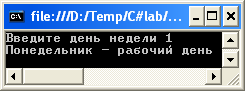 file:///D:/Temp/C#lab/...
Введите день недели 1
Понедельник - рабочий день